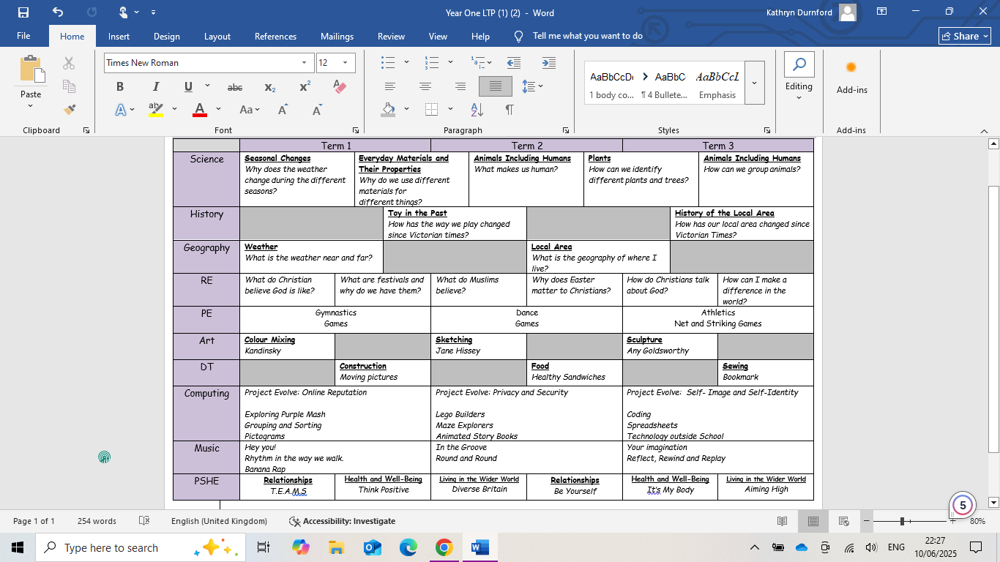 Year One LTP (1) (2) - Word
Kathryn Durnford
File Home Insert Design Layout References Mailings Review View Help Tell me what you want to do Share
Paste
Clipboard
Times New Roman 12
B I U abc x₂ x² A
A ab A Aa A A
Font
Paragraph
AaBbCcDc AaBbC AaBbCcL
1 body co... ¶ 4 Bullete... Emphasis
Styles
Editing
Add-ins
Add-ins
Term 1 Term 2 Term 3
Science
Seasonal Changes
Why does the weather
change during the different
seasons?
Everyday Materials and
Their Properties
Why do we use different
materials for
different things?
Animals Including Humans
What makes us human?
Plants
How can we identify
different plants and trees?
Animals Including Humans
How can we group animals?
History
Toy in the Past
How has the way we play changed
since Victorian times?
History of the Local Area
How has our local area changed since
Victorian Times?
Geography
Weather
What is the weather near and far?
Local Area
What is the geography of where I
live?
RE
What do Christian
believe God is like?
What are festivals and
why do we have them?
What do Muslims
believe?
Why does Easter
matter to Christians?
How do Christians talk
about God?
How can I make a
difference in the
world?
PE
Gymnastics
Games
Dance
Games
Athletics
Net and Striking Games
Art
Colour Mixing
Kandinsky
Sketching
Jane Hissey
Sculpture
Any Goldsworthy
DT
Construction
Moving pictures
Food
Healthy Sandwiches
Sewing
Bookmark
Computing
Project Evolve: Online Reputation
Exploring Purple Mash
Grouping and Sorting
Pictograms
Project Evolve: Privacy and Security
Lego Builders
Maze Explorers
Animated Story Books
Project Evolve: Self- Image and Self-Identity
Coding
Spreadsheets
Technology outside School
Music
Hey you!
Rhythm in the way we walk.
Banana Rap
In the Groove
Round and Round
Your imagination
Reflect, Rewind and Replay
PSHE
Relationships
T.E.A.M.S
Health and Well-Being
Think Positive
Living in the Wider World
Diverse Britain
Relationships
Be Yourself
Health and Well-Being
It's My Body
Living in the Wider World
Aiming High
5
Page 1 of 1 254 words English (United Kingdom) Accessibility: Investigate 80%
Type here to search
ENG
22:27
10/06/2025